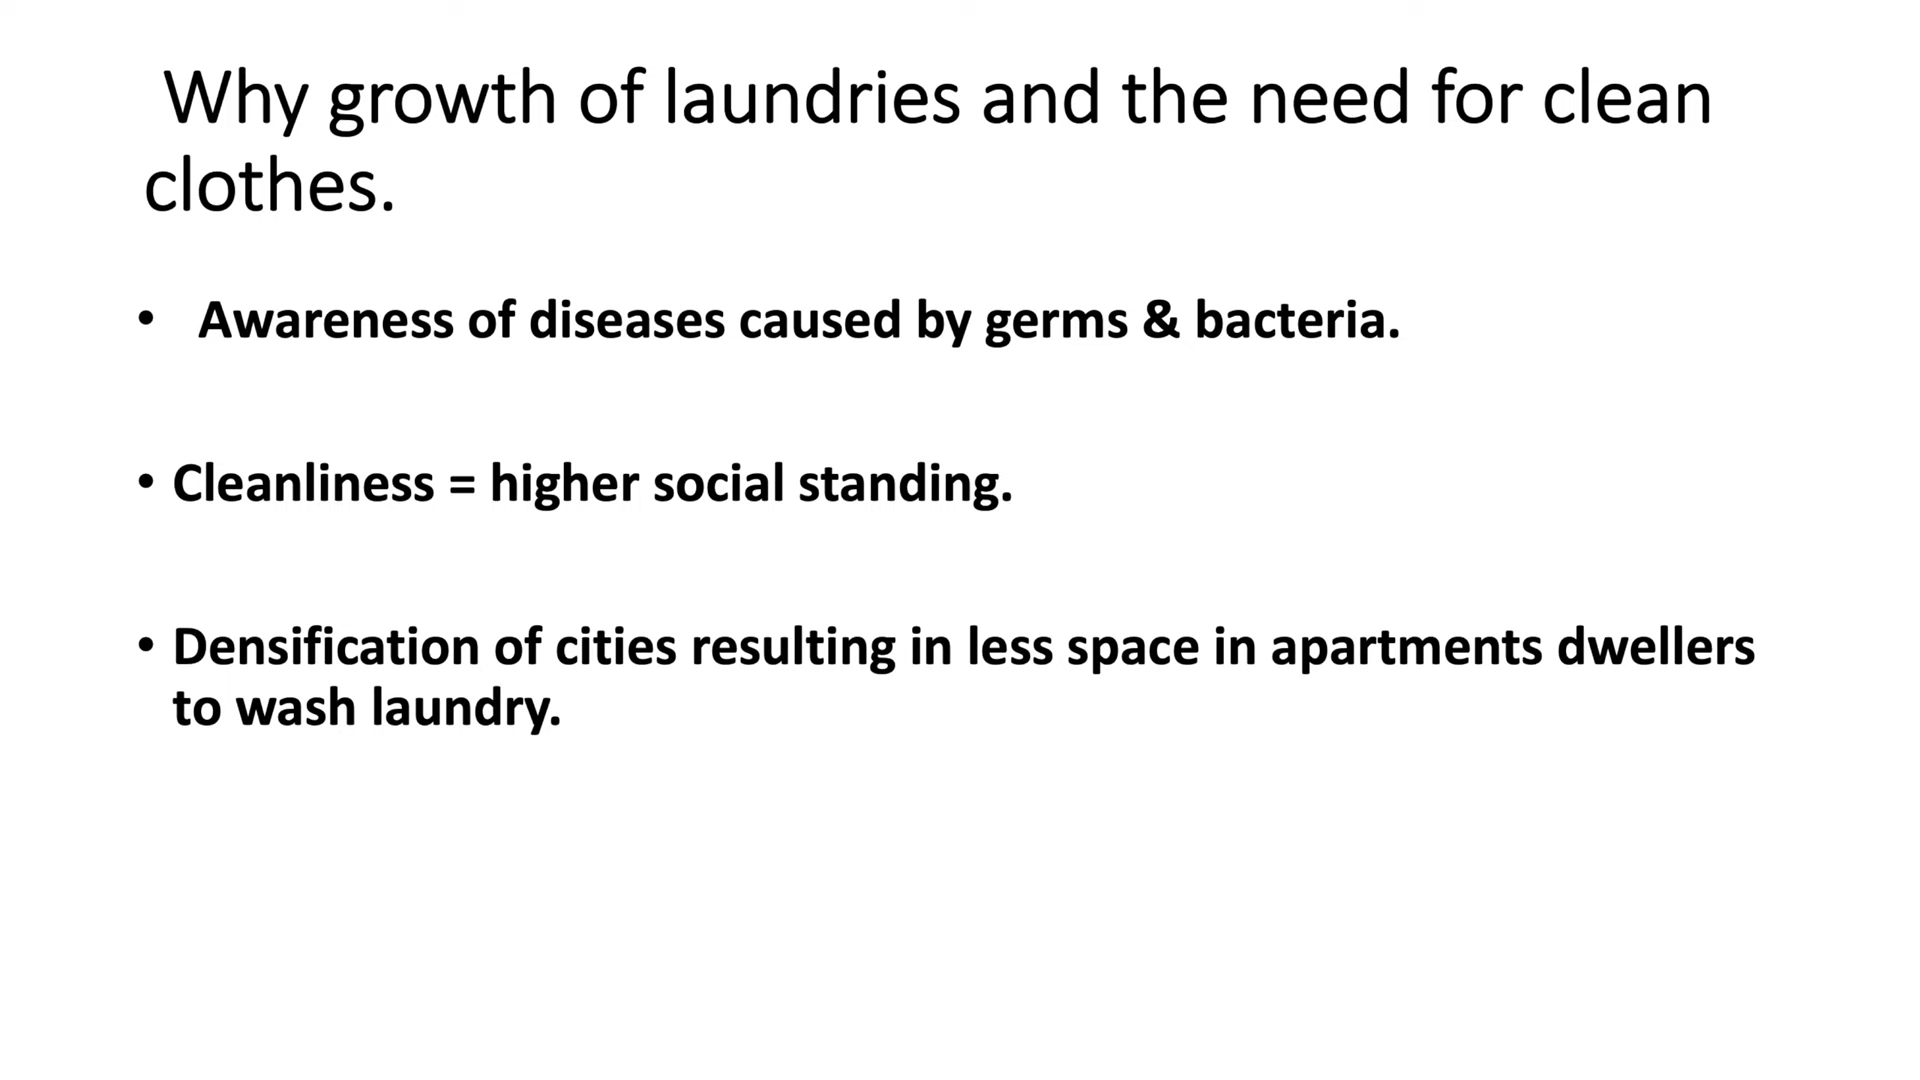 Why growth of laundries and the need for clean
clothes.
• Awareness of diseases caused by germs & bacteria.
• Cleanliness = higher social standing.
• Densification of cities resulting in less space in apartments dwellers
to wash laundry.